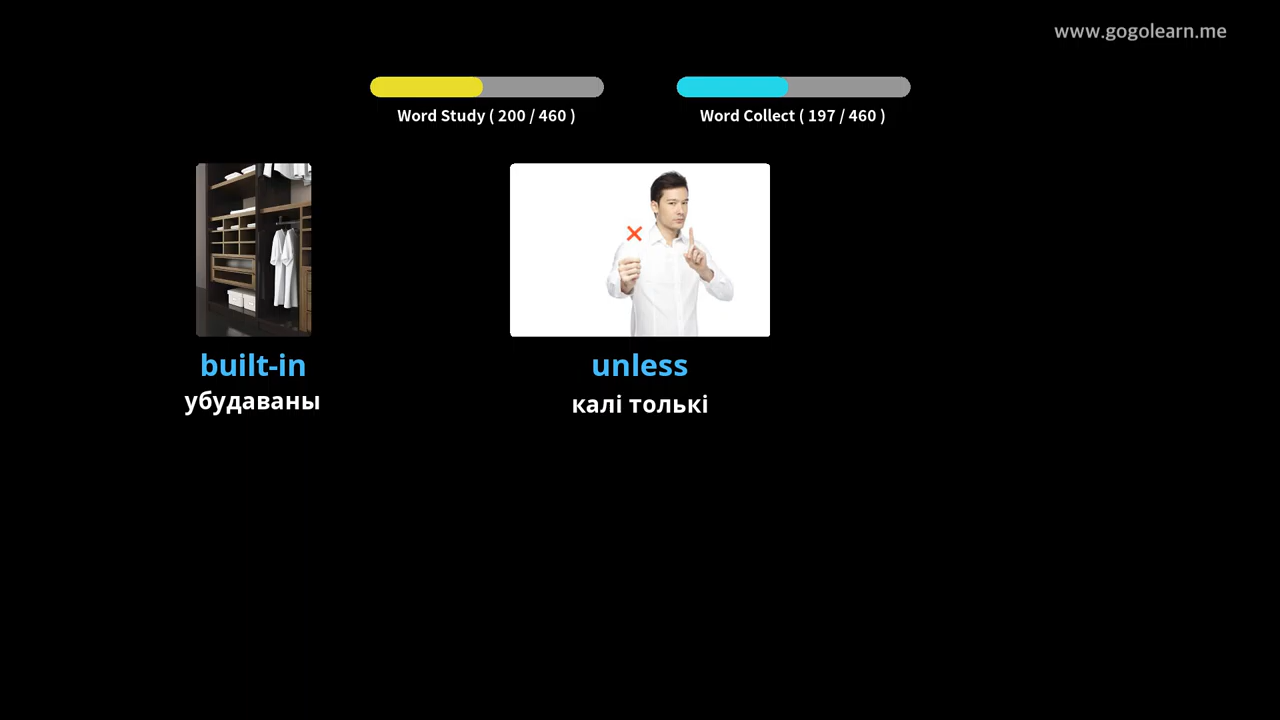 www.gogolearn.me
Word Study ( 200 / 460 )
Word Collect ( 197 / 460 )
built-in
убудаваны
unless
калі толькі